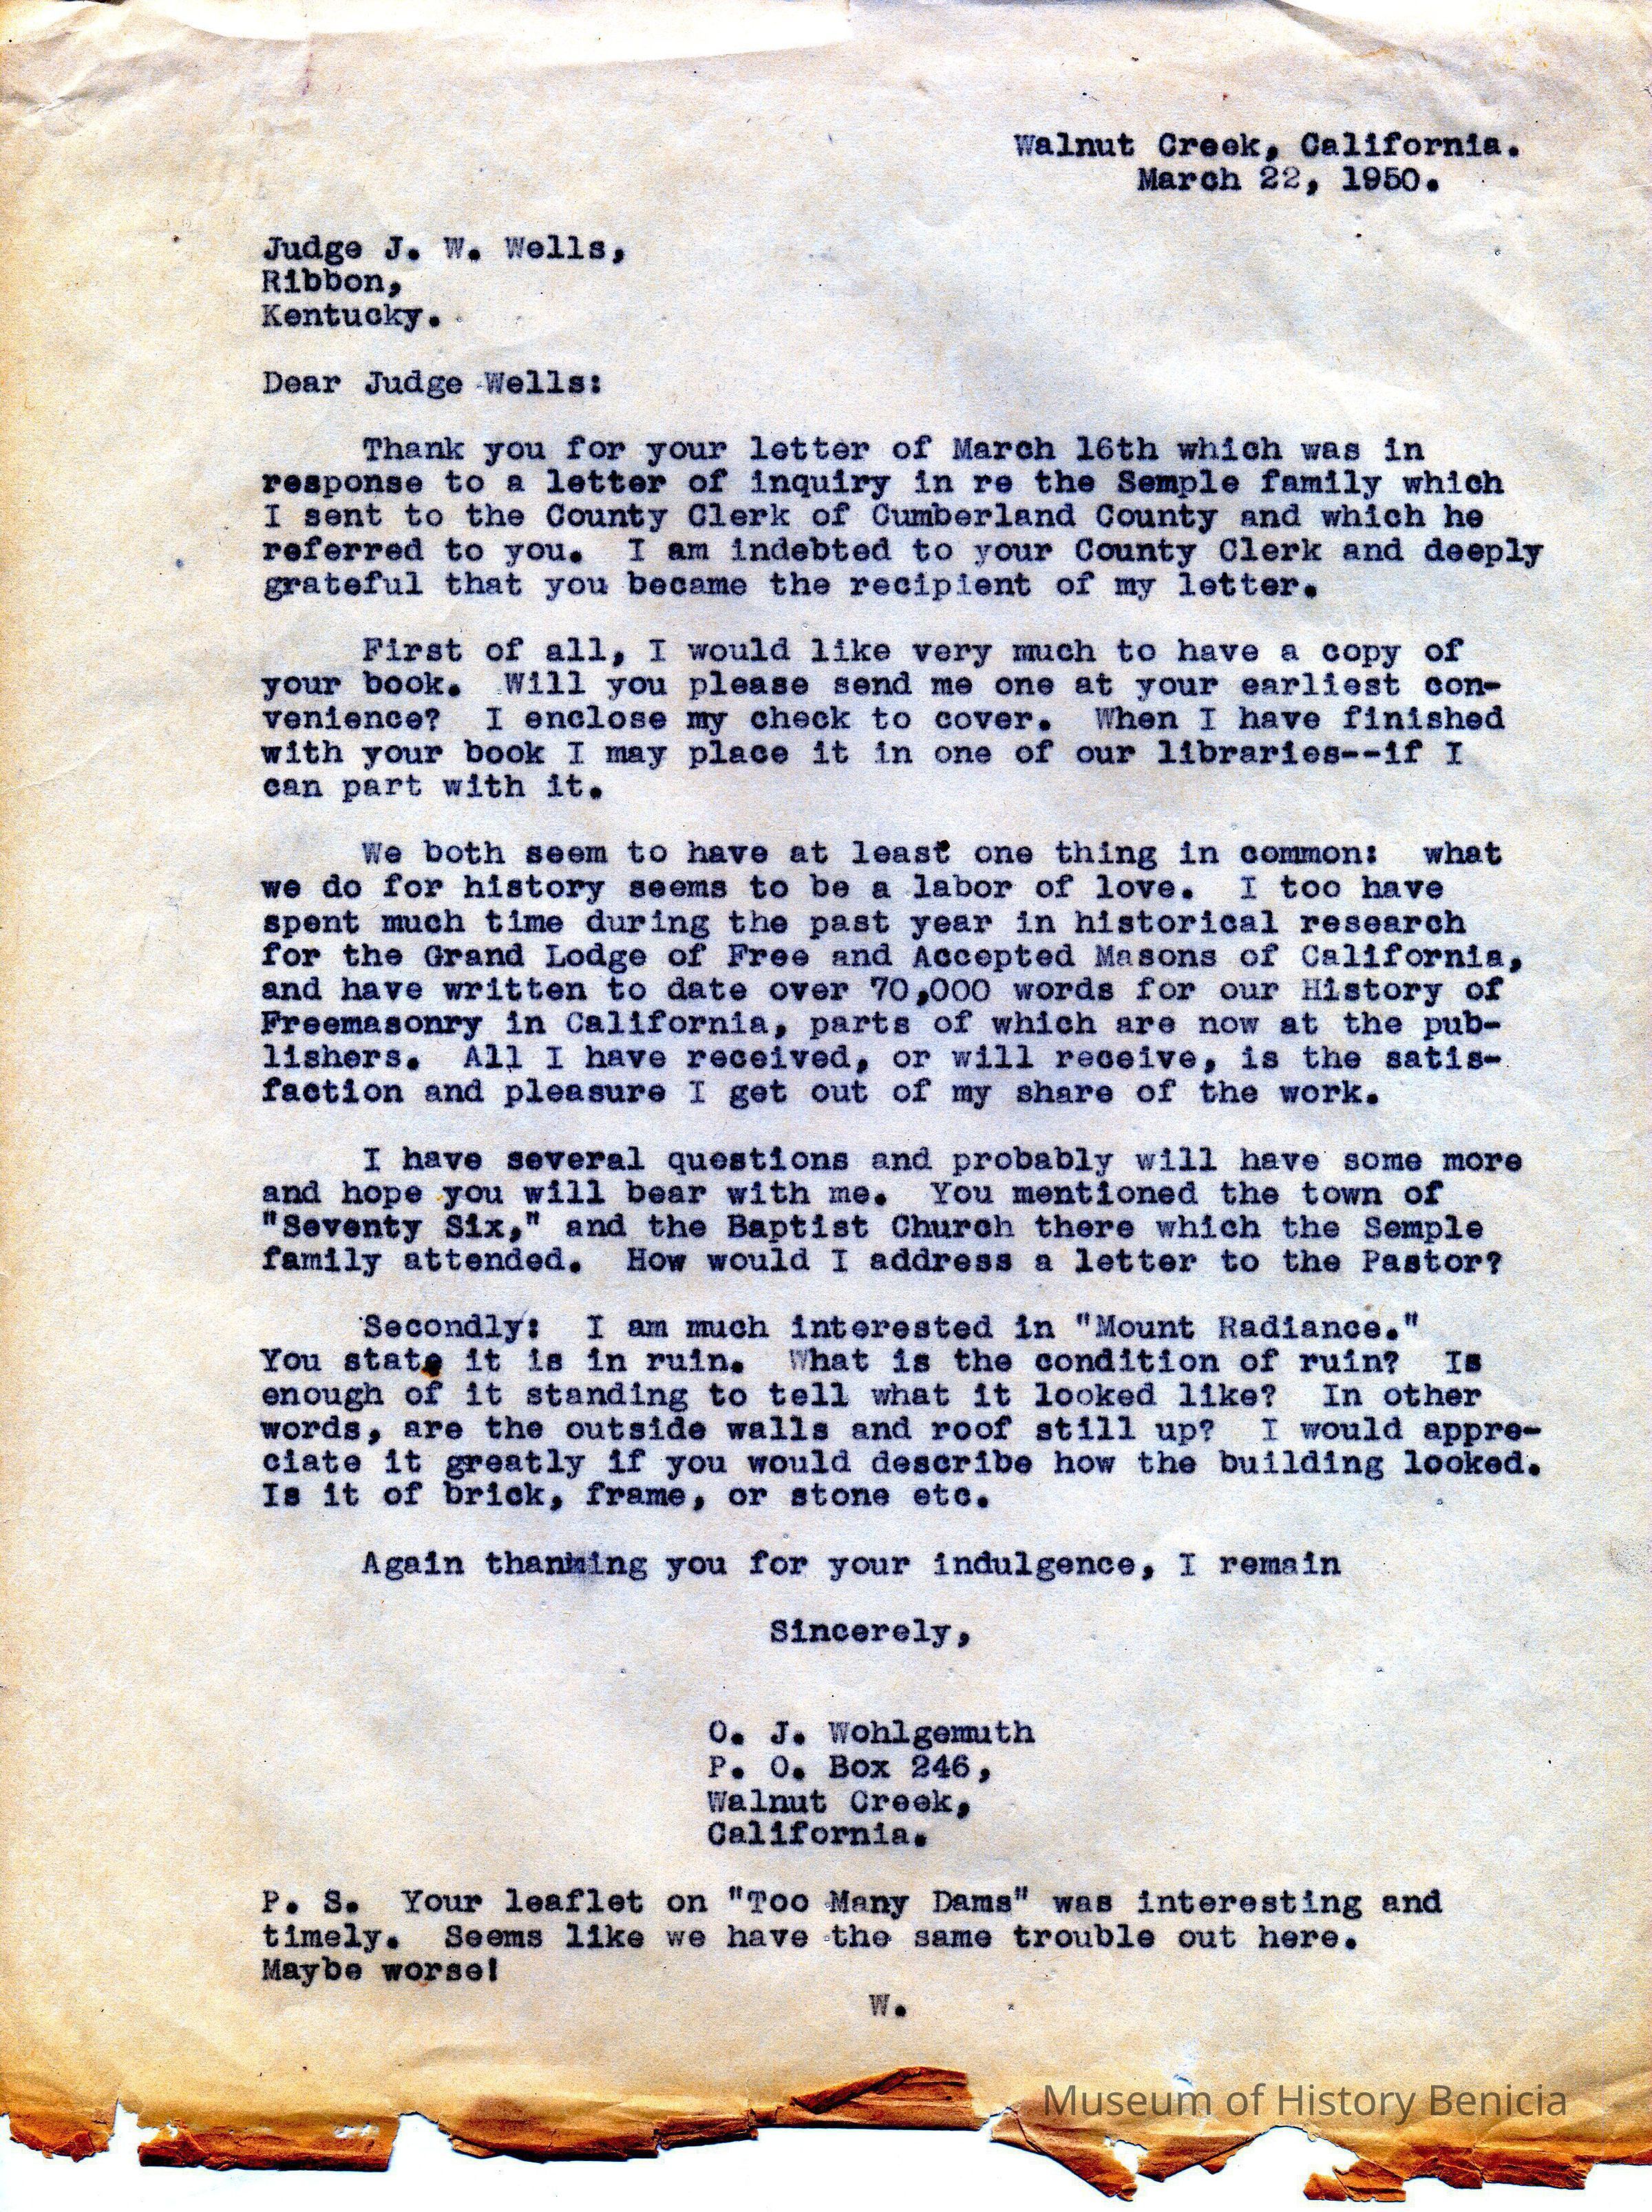 Walnut Creek, California.
March 22, 1950.
Judge J. W. Wells,
Ribbon,
Kentucky.
Dear Judge Wells:
Thank you for your letter of March 16th which was in
response to a letter of inquiry in re the Semple family which
I sent to the County Clerk of Cumberland County and which he
referred to you. I am indebted to your County Clerk and deeply
grateful that you became the recipient of my letter.
First of all, I would like very much to have a copy of
your book. Will you please send me one at your earliest con-
venience? I enclose my check to cover. When I have finished
with your book I may place it in one of our libraries--if I
can part with it.
We both seem to have at least one thing in common: what
we do for history seems to be a labor of love. I too have
spent much time during the past year in historical research
for the Grand Lodge of Free and Accepted Masons of California,
and have written to date over 70,000 words for our History of
Freemasonry in California, parts of which are now at the pub-
lishers. All I have received, or will receive, is the satis-
faction and pleasure I get out of my share of the work.
I have several questions and probably will have some more
and hope you will bear with me. You mentioned the town of
"Seventy Six," and the Baptist Church there which the Semple
family attended. How would I address a letter to the Pastor?
Secondly: I am much interested in "Mount Radiance."
You state it is in ruin. What is the condition of ruin? Is
enough of it standing to tell what it looked like? In other
words, are the outside walls and roof still up? I would appre-
ciate it greatly if you would describe how the building looked.
Is it of brick, frame, or stone etc.
Again thanking you for your indulgence, I remain
Sincerely,
O. J. Wohlgemuth
P. O. Box 246,
Walnut Creek,
California.
P. S. Your leaflet on "Too Many Dams" was interesting and
timely. Seems like we have the same trouble out here.
Maybe worse!
W.
Museum of History Benicia